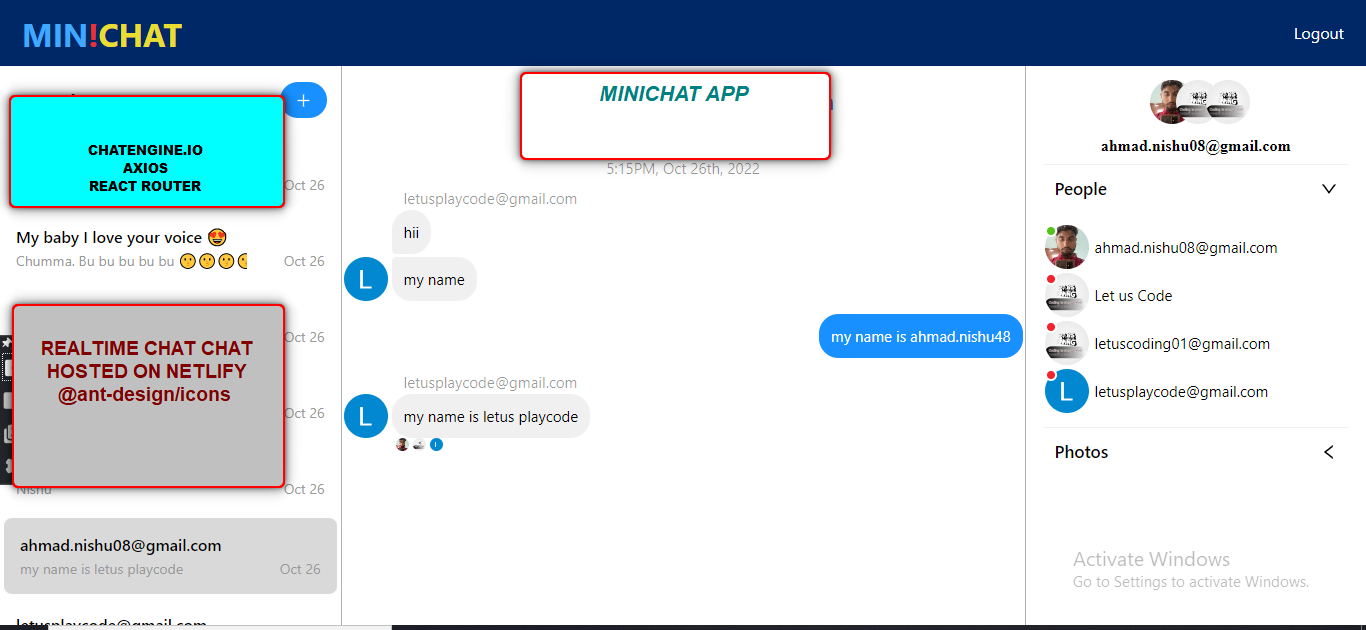 MIN!CHAT
Logout
CHATENGINE.IO
AXIOS
REACT ROUTER
Oct 26
My baby I love your voice 😍
Chumma. Bu bu bu bu bu
Oct 26
REALTIME CHAT CHAT
HOSTED ON NETLIFY
@ant-design/icons
Oct 26
Oct 26
Nishu
Oct 26
ahmad.nishu08@gmail.com
my name is letus playcode
Oct 26
letusplaycode@gmail.com
MINICHAT APP
5:15PM, Oct 26th, 2022
letusplaycode@gmail.com
hii
L
my name
my name is ahmad.nishu48
letusplaycode@gmail.com
L
my name is letus playcode
ahmad.nishu08@gmail.com
People
ahmad.nishu08@gmail.com
Let us Code
letuscoding01@gmail.com
L
letusplaycode@gmail.com
Photos
Activate Windows
Go to Settings to activate Windows.